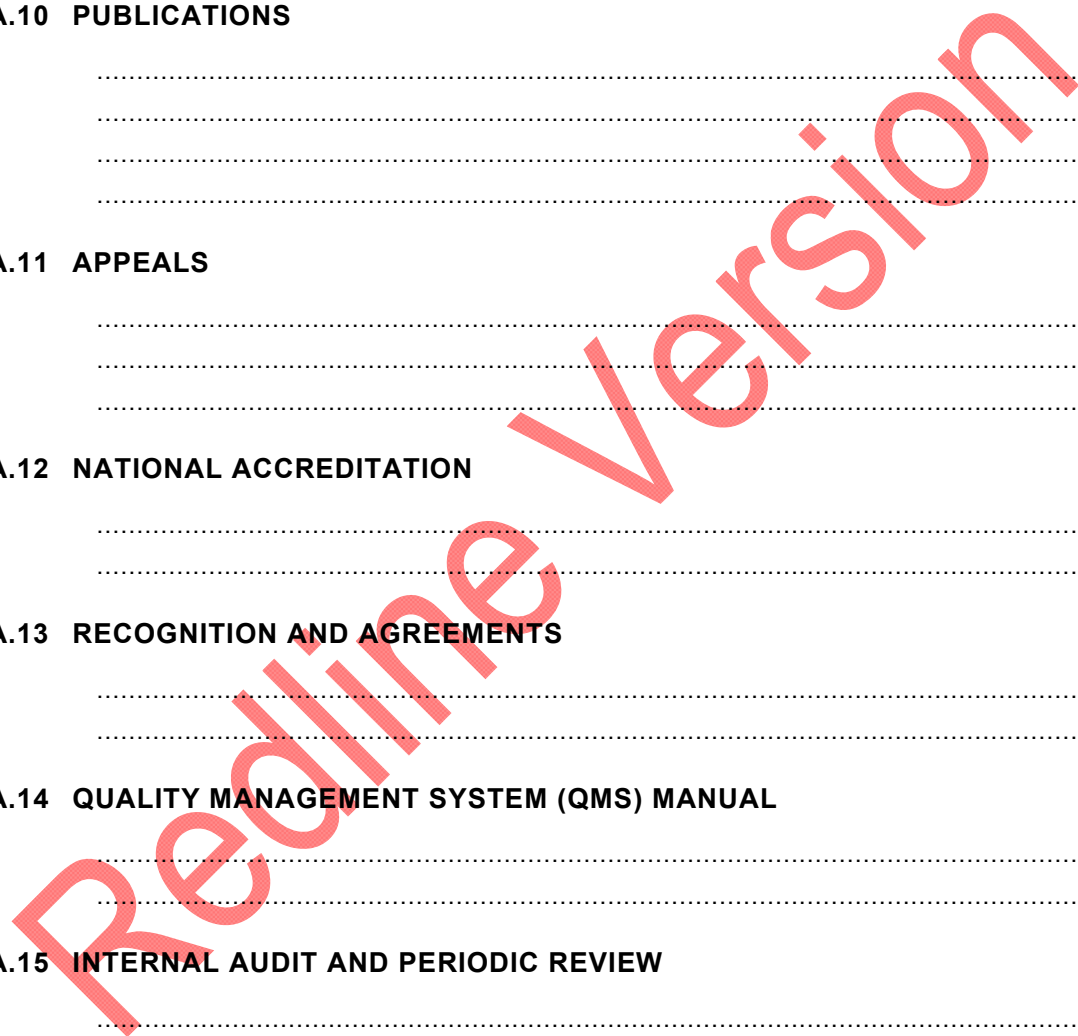 A.10 PUBLICATIONS
................................................................................
................................................................................
................................................................................
................................................................................
A.11 APPEALS
................................................................................
................................................................................
................................................................................
A.12 NATIONAL ACCREDITATION
................................................................................
................................................................................
A.13 RECOGNITION AND AGREEMENTS
................................................................................
................................................................................
A.14 QUALITY MANAGEMENT SYSTEM (QMS) MANUAL
................................................................................
................................................................................
A.15 INTERNAL AUDIT AND PERIODIC REVIEW
................................................................................
Redline Version